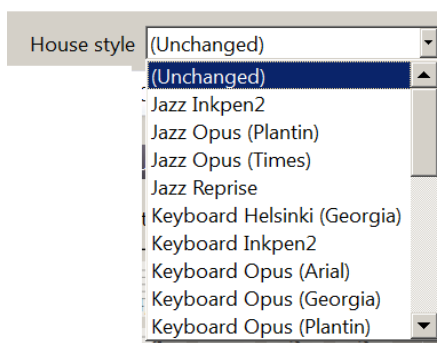 House style (Unchanged)
(Unchanged)
Jazz Inkpen2
Jazz Opus (Plantin)
Jazz Opus (Times)
Jazz Reprise
Keyboard Helsinki (Georgia)
Keyboard Inkpen2
Keyboard Opus (Arial)
Keyboard Opus (Georgia)
Keyboard Opus (Plantin)